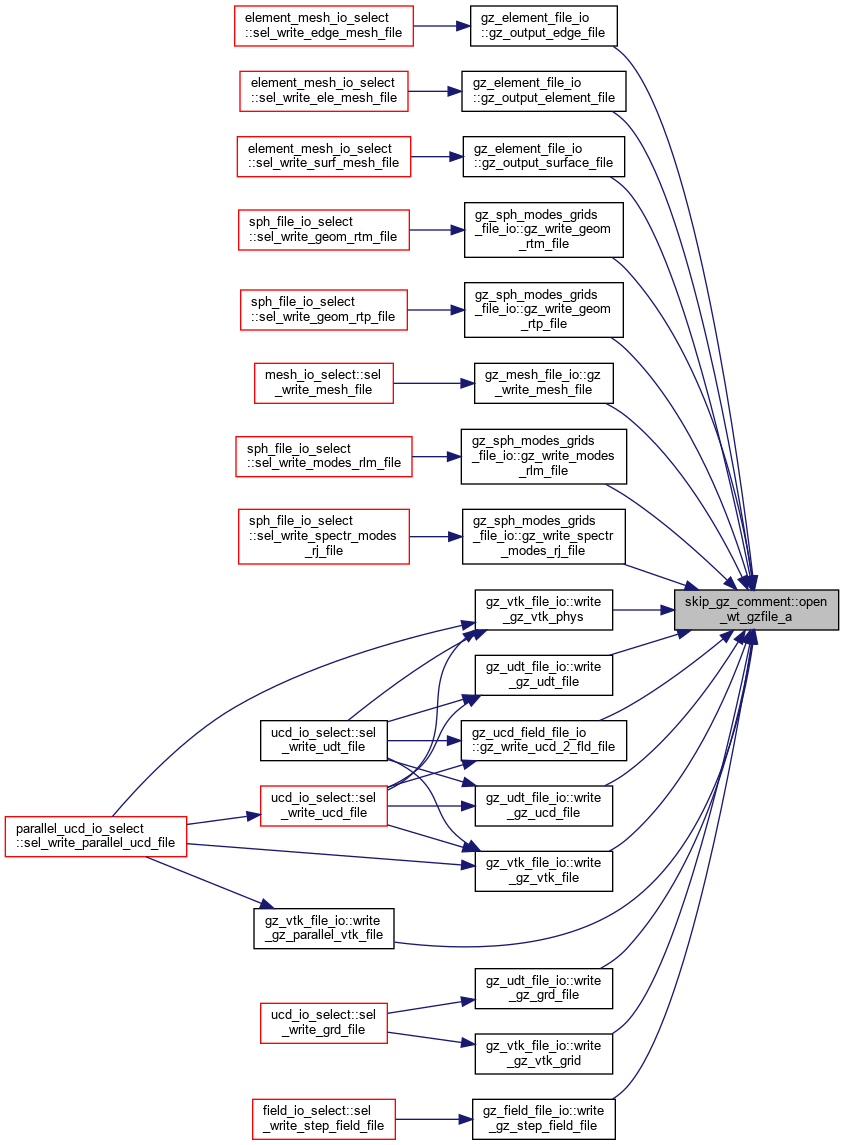 element_mesh_io_select
::sel_write_edge_mesh_file
gz_element_file_io
::gz_output_edge_file
element_mesh_io_select
::sel_write_ele_mesh_file
gz_element_file_io
::gz_output_element_file
element_mesh_io_select
::sel_write_surf_mesh_file
gz_element_file_io
::gz_output_surface_file
sph_file_io_select
::sel_write_geom_rtm_file
gz_sph_modes_grids
_file_io::gz_write_geom
_rtm_file
sph_file_io_select
::sel_write_geom_rtp_file
gz_sph_modes_grids
_file_io::gz_write_geom
_rtp_file
mesh_io_select::sel
_write_mesh_file
gz_mesh_file_io::gz
_write_mesh_file
sph_file_io_select
::sel_write_modes_rlm_file
gz_sph_modes_grids
_file_io::gz_write_modes
_rlm_file
sph_file_io_select
::sel_write_spectr_modes
_rj_file
gz_sph_modes_grids
_file_io::gz_write_spectr
_modes_rj_file
skip_gz_comment::open
_wt_gzfile_a
gz_vtk_file_io::write
_gz_vtk_phys
gz_udt_file_io::write
_gz_udt_file
ucd_io_select::sel
_write_udt_file
gz_ucd_field_file_io
::gz_write_ucd_2_fld_file
ucd_io_select::sel
_write_ucd_file
gz_udt_file_io::write
_gz_ucd_file
parallel_ucd_io_select
::sel_write_parallel_ucd_file
gz_vtk_file_io::write
_gz_vtk_file
gz_vtk_file_io::write
_gz_parallel_vtk_file
gz_udt_file_io::write
_gz_grd_file
ucd_io_select::sel
_write_grd_file
gz_vtk_file_io::write
_gz_vtk_grid
field_io_select::sel
_write_step_field_file
gz_field_file_io::write
_gz_step_field_file